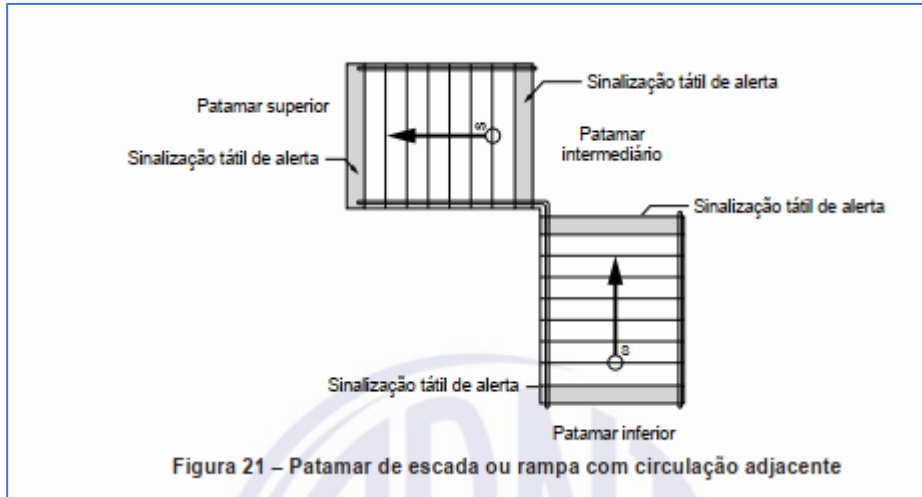 Sinalização tátil de alerta
Patamar superior
Patamar
intermediário
Sinalização tátil de alerta
S
Sinalização tátil de alerta
S
Sinalização tátil de alerta
Patamar inferior
Figura 21 – Patamar de escada ou rampa com circulação adjacente